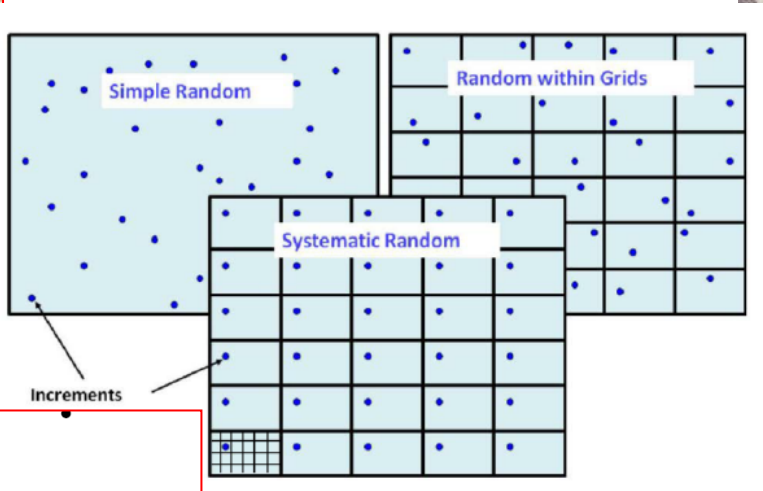 Simple Random
Random within Grids
Systematic Random
Increments